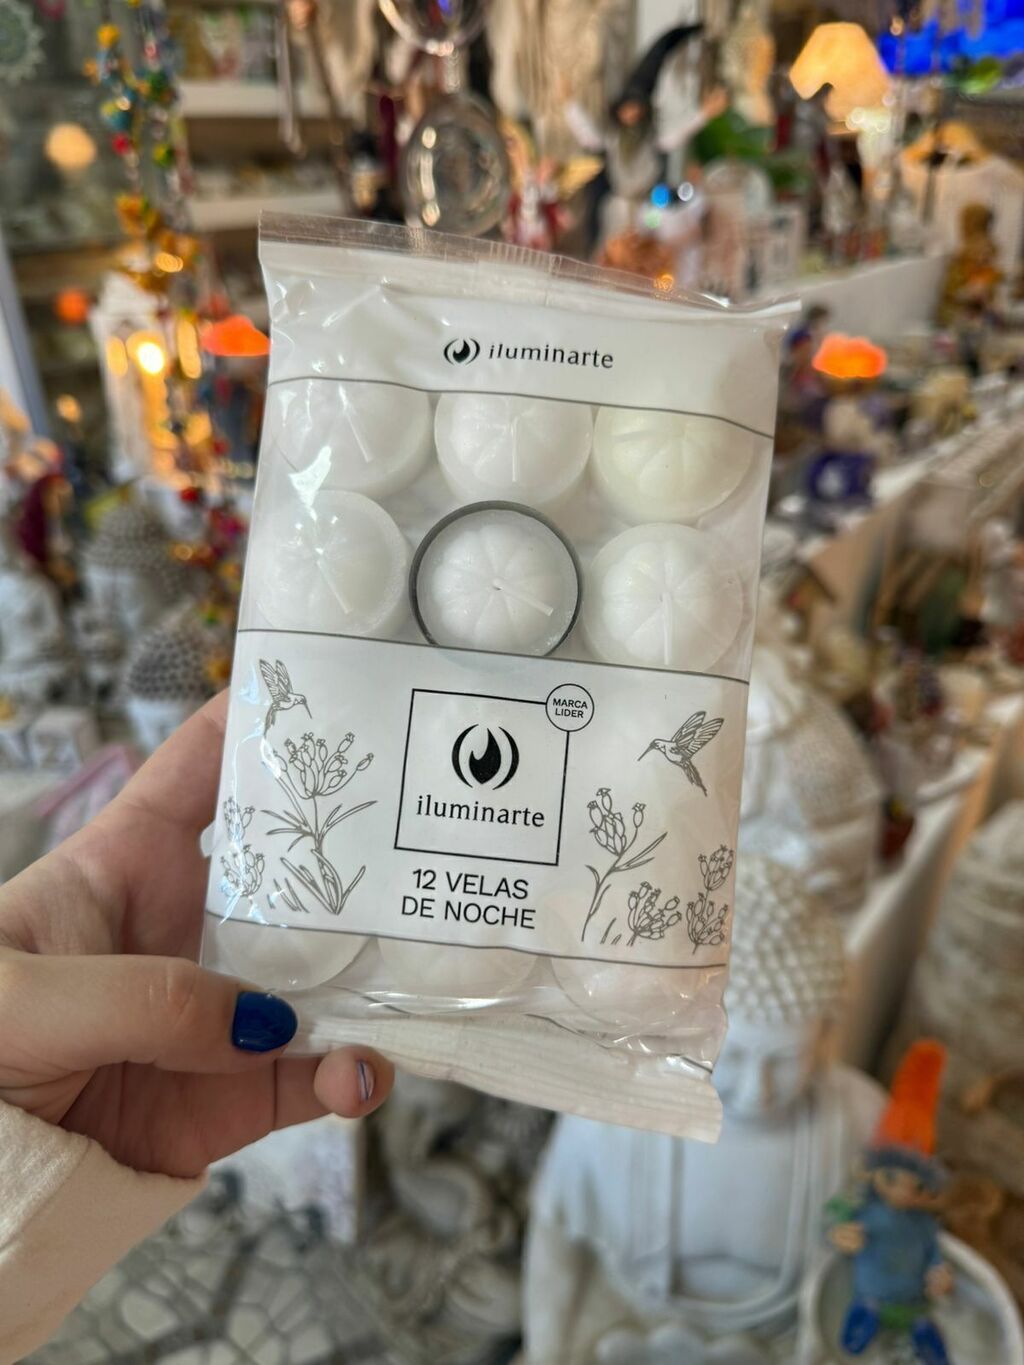 iluminarte
MARCA
LIDER
iluminarte
12 VELAS
DE NOCHE